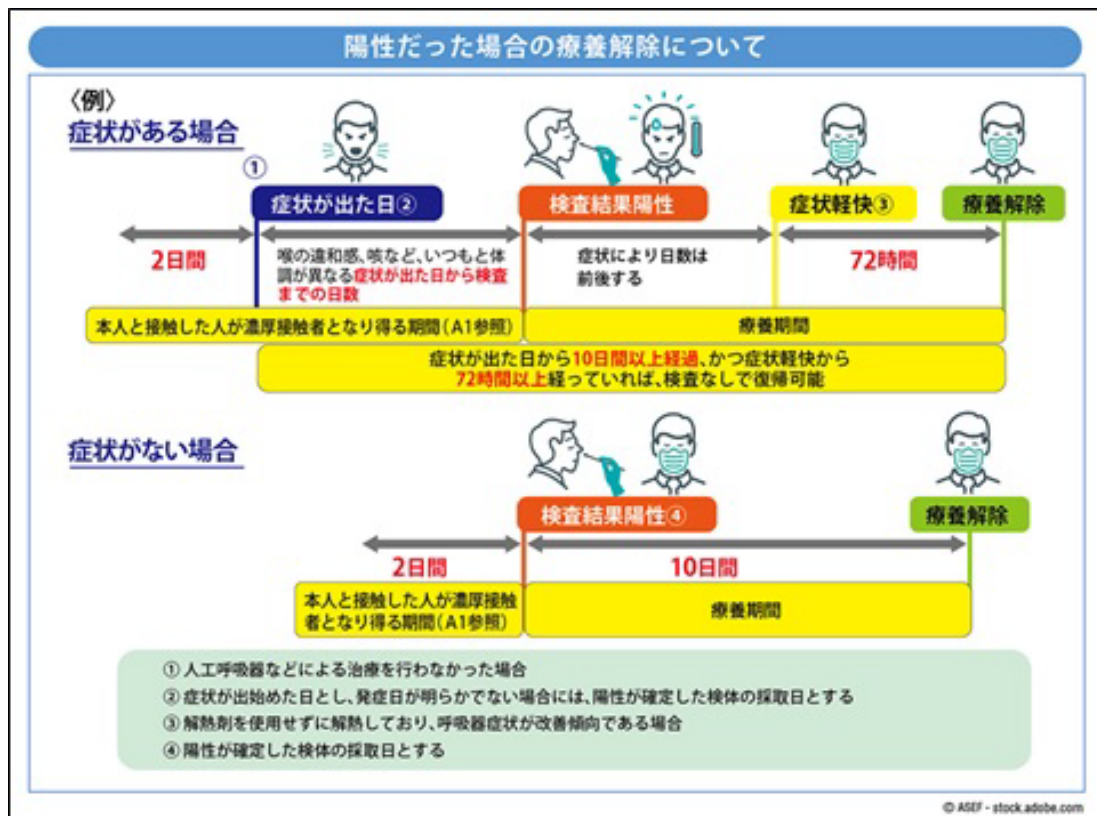 陽性だった場合の療養解除について
〈例〉
症状がある場合
①
症状が出た日②
検査結果陽性
症状軽快③
療養解除
2日間
喉の違和感、咳など、いつもと体
調が異なる症状が出た日から検査
までの日数
症状により日数は
前後する
72時間
本人と接触した人が濃厚接触者となり得る期間(A1参照)
療養期間
症状が出た日から10日間以上経過、かつ症状軽快から
72時間以上経っていれば、検査なしで復帰可能
症状がない場合
検査結果陽性④
療養解除
2日間
10日間
本人と接触した人が濃厚接触
者となり得る期間(A1参照)
療養期間
① 人工呼吸器などによる治療を行わなかった場合
② 症状が出始めた日とし、発症日が明らかでない場合には、陽性が確定した検体の採取日とする
③ 解熱剤を使用せずに解熱しており、呼吸器症状が改善傾向である場合
④ 陽性が確定した検体の採取日とする
© ASEF - stock.adobe.com